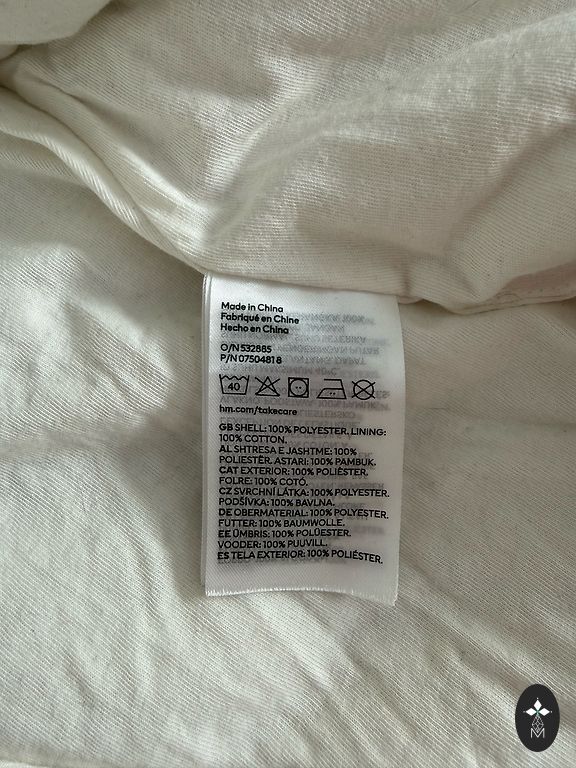 Made in China
Fabriqué en Chine
Hecho en China
O/N 532885
P/N 07504818
40
hm.com/takecare
GB SHELL: 100% POLYESTER. LINING:
100% COTTON.
AL SHTRESA E JASHTME: 100%
POLIESTËR. ASTARI: 100% PAMBUK.
CAT EXTERIOR: 100% POLIÈSTER.
FOLRE: 100% COTÓ.
CZ SVRCHNÍ LÁTKA: 100% POLYESTER.
PODŠÍVKA: 100% BAVLNA.
DE OBERMATERIAL: 100% POLYESTER.
FUTTER: 100% BAUMWOLLE.
EE ÜMBRIS: 100% POLÜESTER.
VOODER: 100% PUUVILL.
ES TELA EXTERIOR: 100% POLIÉSTER.